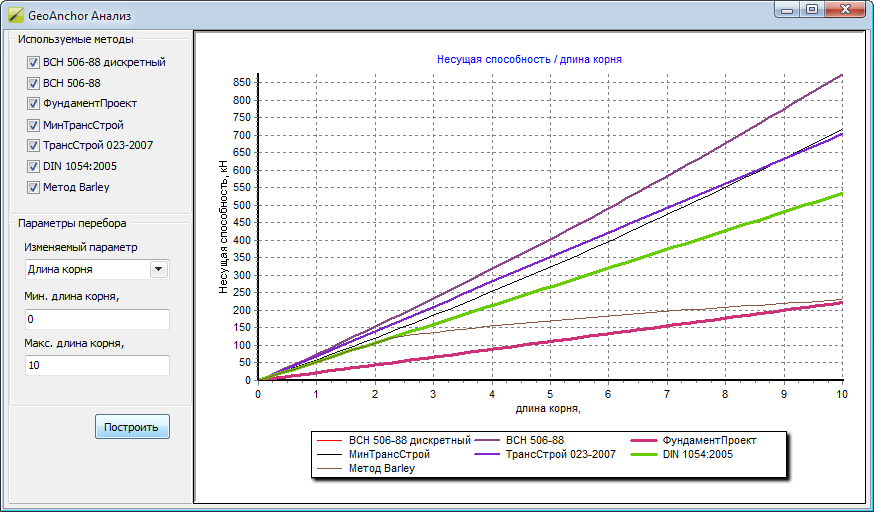 GeoAnchor Анализ
Используемые методы
ВСН 506-88 дискретный
ВСН 506-88
ФундаментПроект
МинТрансСтрой
ТрансСтрой 023-2007
DIN 1054:2005
Метод Barley
Параметры перебора
Изменяемый параметр
Длина корня
Мин. длина корня,
0
Макс. длина корня,
10
Построить
Несущая способность / длина корня
Несущая способность, кН
850
800
750
700
650
600
550
500
450
400
350
300
250
200
150
100
50
0
0 1 2 3 4 5 6 7 8 9 10
длина корня,
ВСН 506-88 дискретный ВСН 506-88 ФундаментПроект
МинТрансСтрой ТрансСтрой 023-2007 DIN 1054:2005
Метод Barley